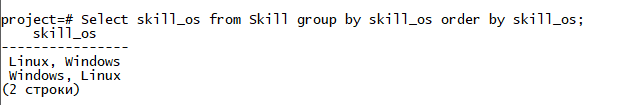 project=# Select skill_os from Skill group by skill_os order by skill_os;
skill_os
----------------
Linux, Windows
Windows, Linux
(2 строки)